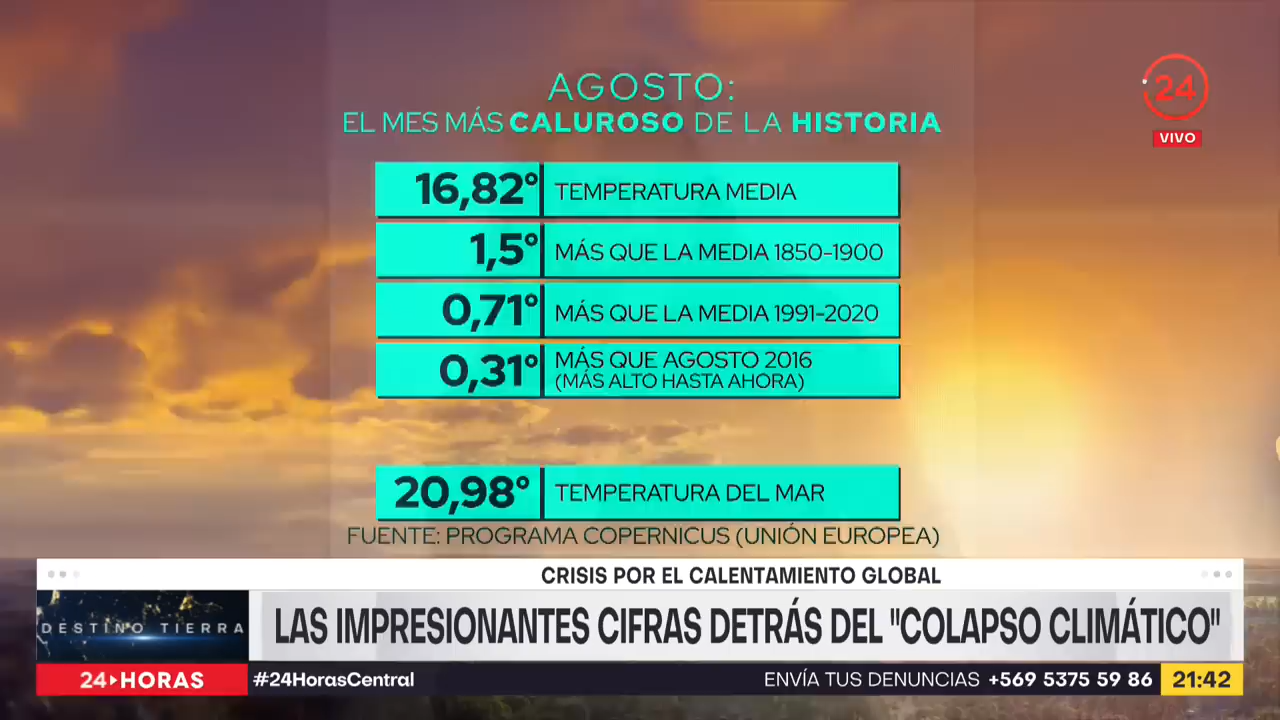 AGOSTO:
EL MES MÁS CALUROSO DE LA HISTORIA
24
VIVO
16,82° TEMPERATURA MEDIA
1,5° MÁS QUE LA MEDIA 1850-1900
0,71° MÁS QUE LA MEDIA 1991-2020
0,31° MÁS QUE AGOSTO 2016
(MÁS ALTO HASTA AHORA)
20,98° TEMPERATURA DEL MAR
FUENTE: PROGRAMA COPERNICUS (UNIÓN EUROPEA)
CRISIS POR EL CALENTAMIENTO GLOBAL
DESTINO TIERRA
LAS IMPRESIONANTES CIFRAS DETRÁS DEL "COLAPSO CLIMÁTICO"
24 HORAS
#24HorasCentral
ENVÍA TUS DENUNCIAS +569 5375 59 86
21:42